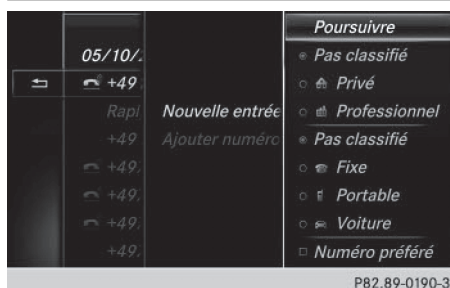 05/10/
+49
Rapi
+49
+49
+49
+49
+49
Nouvelle entrée
Ajouter numéro
Poursuivre
Pas classifié
Privé
Professionnel
Pas classifié
Fixe
Portable
Voiture
Numéro préféré
P82.89-0190-3